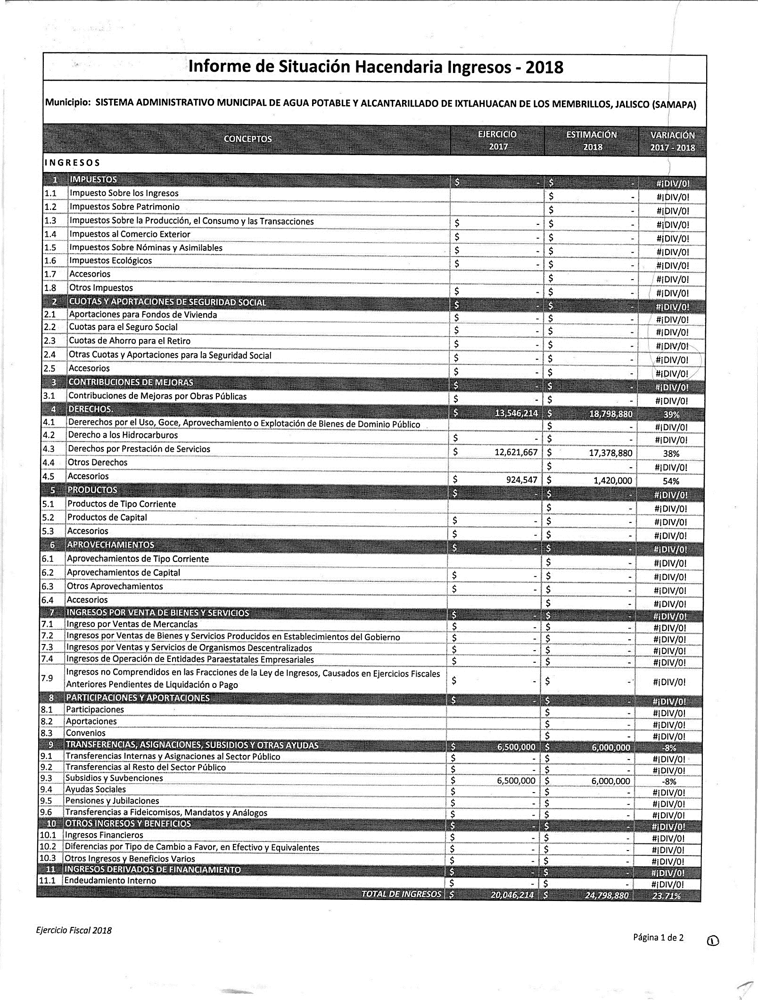 Informe de Situación Hacendaria Ingresos - 2018
Municipio: SISTEMA ADMINISTRATIVO MUNICIPAL DE AGUA POTABLE Y ALCANTARILLADO DE IXTLAHUACAN DE LOS MEMBRILLOS, JALISCO (SAMAPA)
CONCEPTOS EJERCICIO 2017 ESTIMACIÓN 2018 VARIACIÓN 2017 - 2018
INGRESOS
1 IMPUESTOS $ - $ - #¡DIV/0!
1.1 Impuesto Sobre los Ingresos $ - #¡DIV/0!
1.2 Impuestos Sobre Patrimonio $ - #¡DIV/0!
1.3 Impuestos Sobre la Producción, el Consumo y las Transacciones $ - $ - #¡DIV/0!
1.4 Impuestos al Comercio Exterior $ - $ - #¡DIV/0!
1.5 Impuestos Sobre Nóminas y Asimilables $ - $ - #¡DIV/0!
1.6 Impuestos Ecológicos $ - $ - #¡DIV/0!
1.7 Accesorios $ - #¡DIV/0!
1.8 Otros Impuestos $ - $ - #¡DIV/0!
2 CUOTAS Y APORTACIONES DE SEGURIDAD SOCIAL $ - $ - #¡DIV/0!
2.1 Aportaciones para Fondos de Vivienda $ - $ - #¡DIV/0!
2.2 Cuotas para el Seguro Social $ - $ - #¡DIV/0!
2.3 Cuotas de Ahorro para el Retiro $ - $ - #¡DIV/0!
2.4 Otras Cuotas y Aportaciones para la Seguridad Social $ - $ - #¡DIV/0!
2.5 Accesorios $ - $ - #¡DIV/0!
3 CONTRIBUCIONES DE MEJORAS $ - $ - #¡DIV/0!
3.1 Contribuciones de Mejoras por Obras Públicas $ - $ - #¡DIV/0!
4 DERECHOS. $ 13,546,214 $ 18,798,880 39%
4.1 Dererechos por el Uso, Goce, Aprovechamiento o Explotación de Bienes de Dominio Público $ - #¡DIV/0!
4.2 Derecho a los Hidrocarburos $ - $ - #¡DIV/0!
4.3 Derechos por Prestación de Servicios $ 12,621,667 $ 17,378,880 38%
4.4 Otros Derechos $ - #¡DIV/0!
4.5 Accesorios $ 924,547 $ 1,420,000 54%
5 PRODUCTOS $ - $ - #¡DIV/0!
5.1 Productos de Tipo Corriente $ - #¡DIV/0!
5.2 Productos de Capital $ - $ - #¡DIV/0!
5.3 Accesorios $ - $ - #¡DIV/0!
6 APROVECHAMIENTOS $ - $ - #¡DIV/0!
6.1 Aprovechamientos de Tipo Corriente $ - #¡DIV/0!
6.2 Aprovechamientos de Capital $ - $ - #¡DIV/0!
6.3 Otros Aprovechamientos $ - $ - #¡DIV/0!
6.4 Accesorios $ - #¡DIV/0!
7 INGRESOS POR VENTA DE BIENES Y SERVICIOS $ - $ - #¡DIV/0!
7.1 Ingreso por Ventas de Mercancías $ - $ - #¡DIV/0!
7.2 Ingresos por Ventas de Bienes y Servicios Producidos en Establecimientos del Gobierno $ - $ - #¡DIV/0!
7.3 Ingresos por Ventas y Servicios de Organismos Descentralizados $ - $ - #¡DIV/0!
7.4 Ingresos de Operación de Entidades Paraestatales Empresariales $ - $ - #¡DIV/0!
7.9 Ingresos no Comprendidos en las Fracciones de la Ley de Ingresos, Causados en Ejercicios Fiscales
Anteriores Pendientes de Liquidación o Pago $ - $ - #¡DIV/0!
8 PARTICIPACIONES Y APORTACIONES $ - $ - #¡DIV/0!
8.1 Participaciones $ - #¡DIV/0!
8.2 Aportaciones $ - #¡DIV/0!
8.3 Convenios $ - #¡DIV/0!
9 TRANSFERENCIAS, ASIGNACIONES, SUBSIDIOS Y OTRAS AYUDAS $ 6,500,000 $ 6,000,000 -8%
9.1 Transferencias Internas y Asignaciones al Sector Público $ - $ - #¡DIV/0!
9.2 Transferencias al Resto del Sector Público $ - $ - #¡DIV/0!
9.3 Subsidios y Suvbenciones $ 6,500,000 $ 6,000,000 -8%
9.4 Ayudas Sociales $ - $ - #¡DIV/0!
9.5 Pensiones y Jubilaciones $ - $ - #¡DIV/0!
9.6 Transferencias a Fideicomisos, Mandatos y Análogos $ - $ - #¡DIV/0!
10 OTROS INGRESOS Y BENEFICIOS $ - $ - #¡DIV/0!
10.1 Ingresos Financieros $ - $ - #¡DIV/0!
10.2 Diferencias por Tipo de Cambio a Favor, en Efectivo y Equivalentes $ - $ - #¡DIV/0!
10.3 Otros Ingresos y Beneficios Varios $ - $ - #¡DIV/0!
11 INGRESOS DERIVADOS DE FINANCIAMIENTO $ - $ - #¡DIV/0!
11.1 Endeudamiento Interno $ - $ - #¡DIV/0!
TOTAL DE INGRESOS $ 20,046,214 $ 24,798,880 23.71%
Ejercicio Fiscal 2018
Página 1 de 2 1